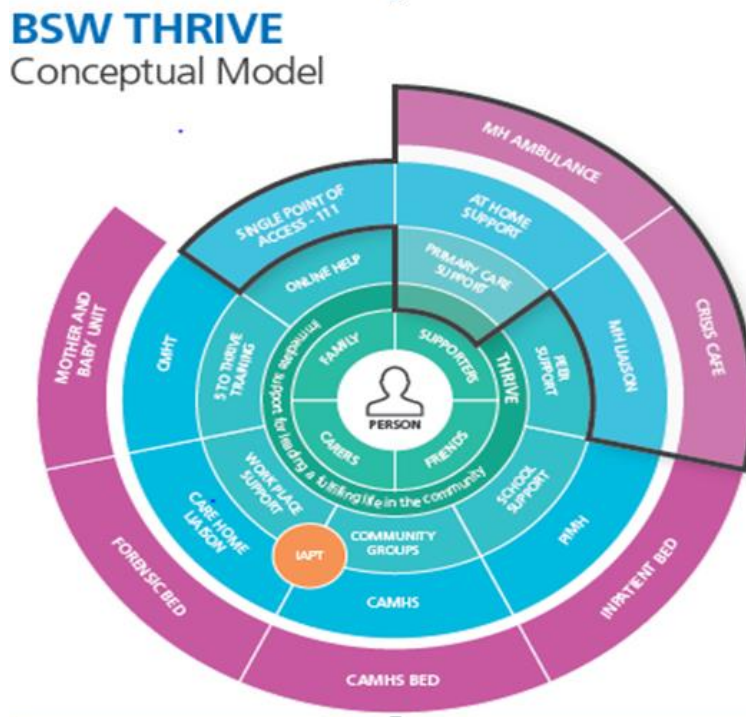 BSW THRIVE
Conceptual Model
MH AMBULANCE
CRISIS CAFE
INPATIENT BED
CAMHS BED
FORENSIC BED
MOTHER AND
BABY UNIT
SINGLE POINT OF
ACCESS - 111
AT HOME
SUPPORT
MH LIAISON
PIMH
CAMHS
CARE HOME
LIAISON
CMHT
ONLINE HELP
PRIMARY CARE
SUPPORT
PEER
SUPPORT
SCHOOL
SUPPORT
COMMUNITY
GROUPS
IAPT
WORK PLACE
SUPPORT
5 TO THRIVE
TRAINING
THRIVE
Immediate support for leading a fulfilling life in the community
FAMILY
SUPPORTERS
FRIENDS
CARERS
PERSON